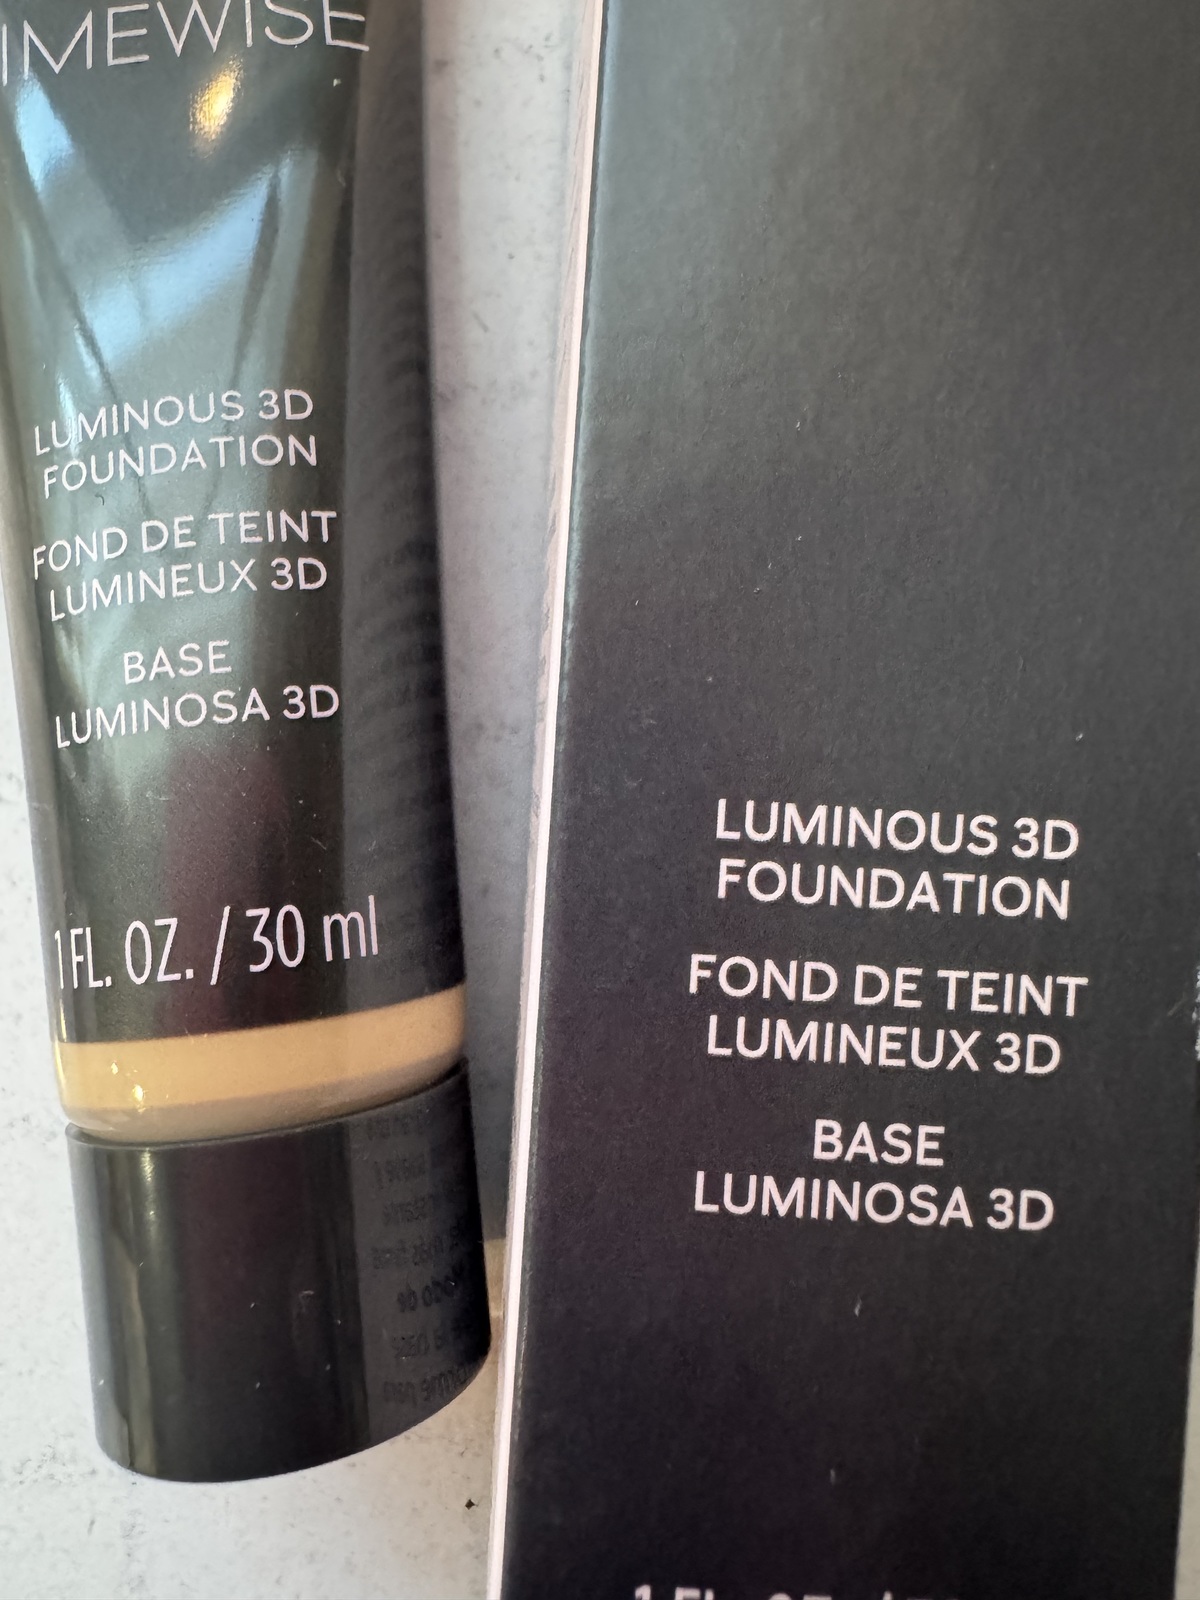 IMEWISE
LUMINOUS 3D
FOUNDATION
FOND DE TEINT
LUMINEUX 3D
BASE
LUMINOSA 3D
1 FL. OZ. / 30 ml
LUMINOUS 3D
FOUNDATION
FOND DE TEINT
LUMINEUX 3D
BASE
LUMINOSA 3D